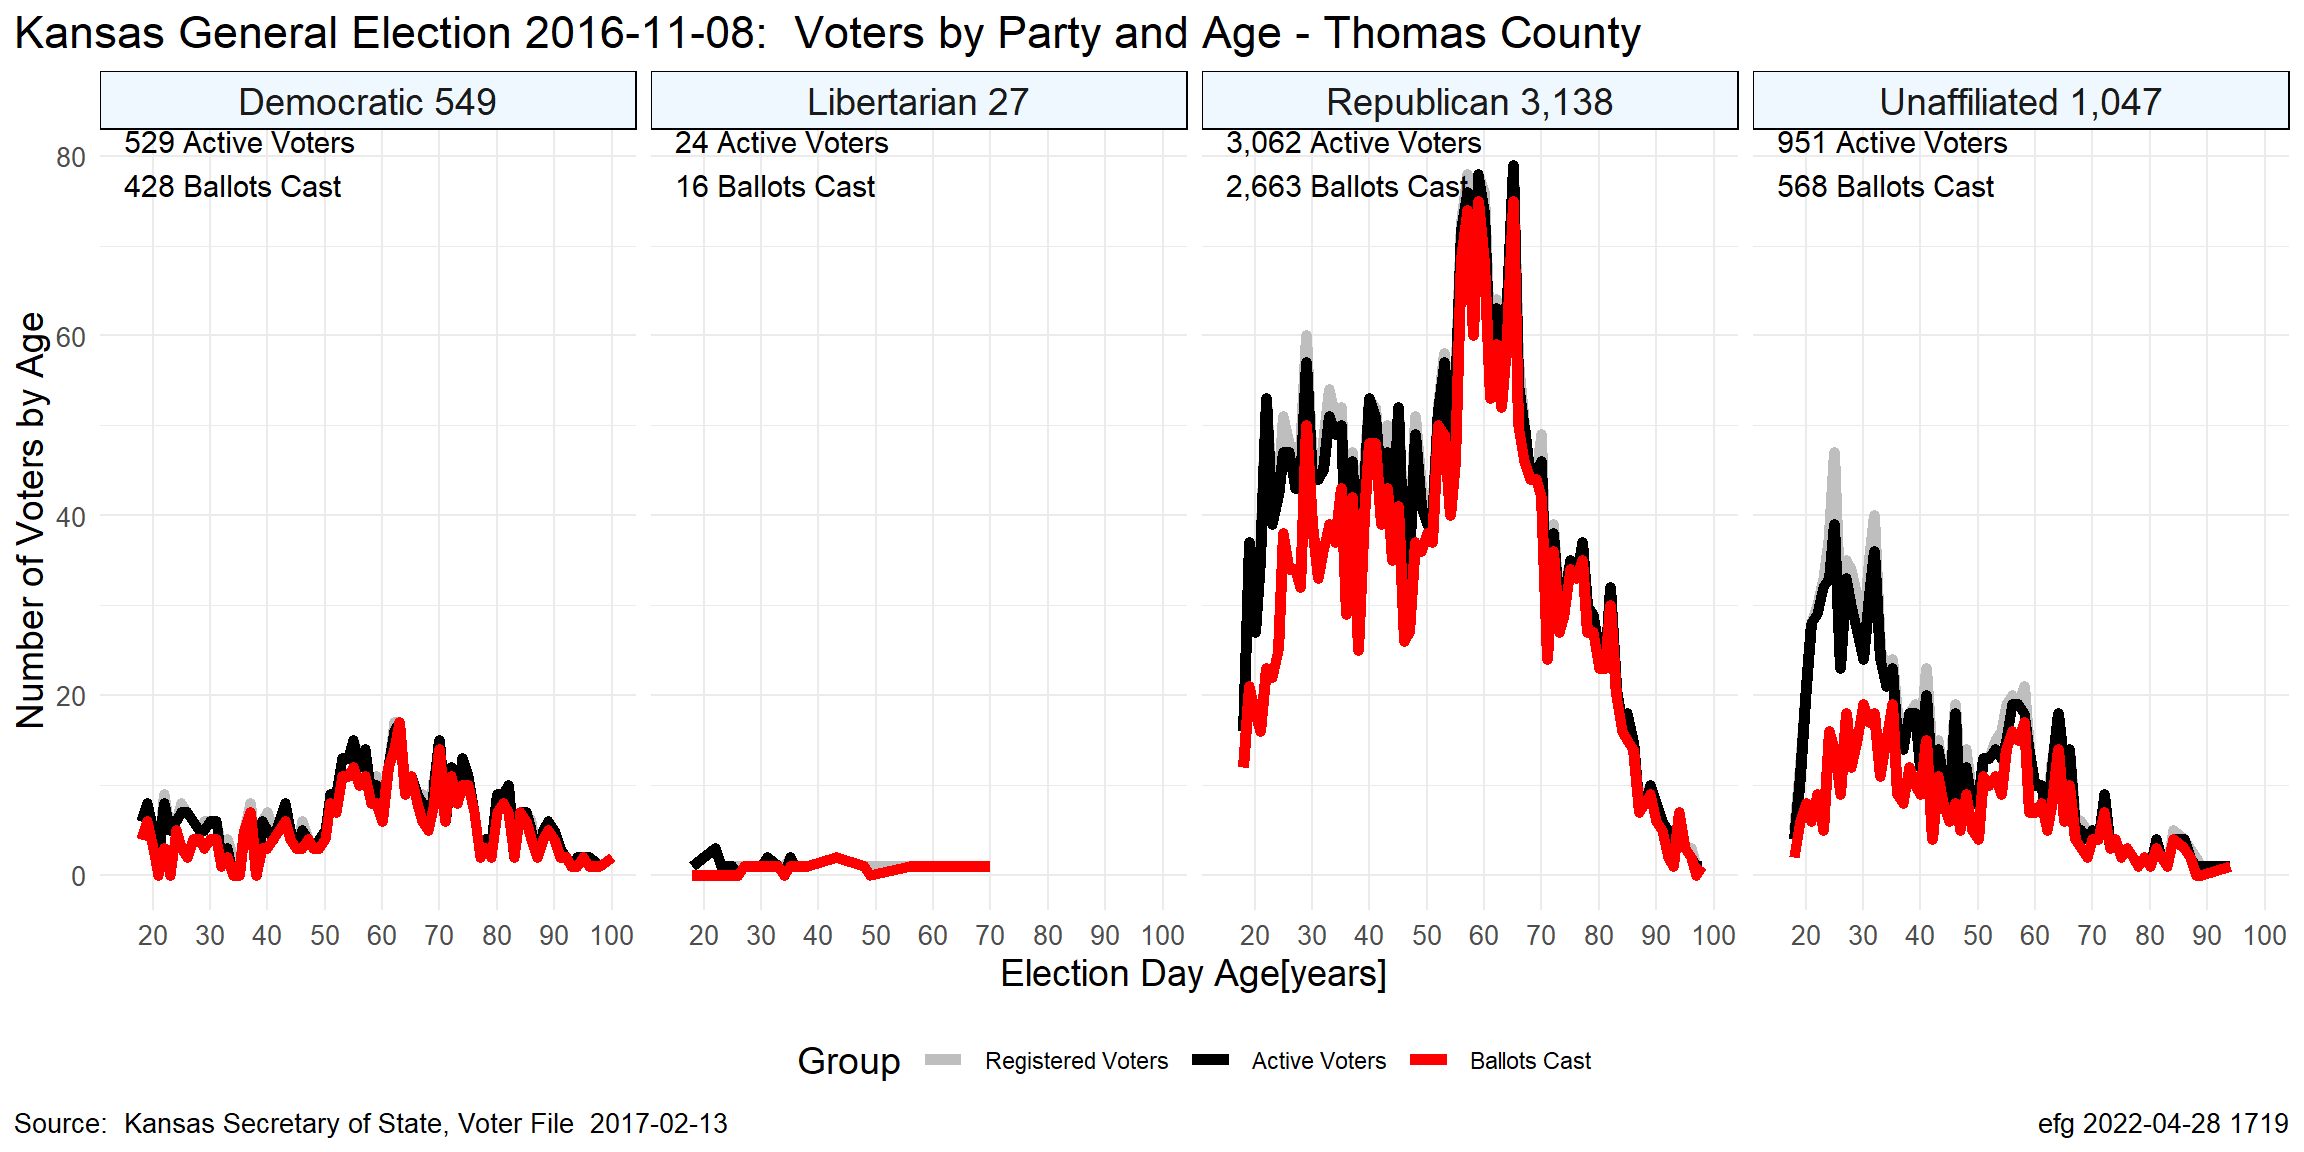 Kansas General Election 2016-11-08:  Voters by Party and Age - Thomas County
Democratic 549
Libertarian 27
Republican 3,138
Unaffiliated 1,047
529 Active Voters
428 Ballots Cast
24 Active Voters
16 Ballots Cast
3,062 Active Voters
2,663 Ballots Cast
951 Active Voters
568 Ballots Cast
Number of Voters by Age
80
60
40
20
0
20 30 40 50 60 70 80 90 100
20 30 40 50 60 70 80 90 100
20 30 40 50 60 70 80 90 100
20 30 40 50 60 70 80 90 100
Election Day Age[years]
Group Registered Voters Active Voters Ballots Cast
Source:  Kansas Secretary of State, Voter File  2017-02-13
efg 2022-04-28 1719